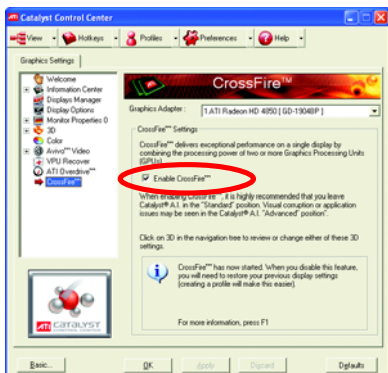 Catalyst Control Center
View Hotkeys Profiles Preferences Help
Graphics Settings
Welcome
Information Center
Displays Manager
Display Options
Monitor Properties 0
3D
Color
Avivo™ Video
VPU Recover
ATI Overdrive™
CrossFire™
CATALYST
CONTROL CENTER
CrossFire™
Graphics Adapter:
1.ATI Radeon HD 4850 [ GD-19048P ]
CrossFire™ Settings
CrossFire™ delivers exceptional performance on a single display by
combining the processing power of two or more Graphics Processing Units
(GPUs).
Enable CrossFire™
When enabling CrossFire™, it is highly recommended that you leave
Catalyst® A.I. in the "Standard" position. Visual corruption or application
issues may be seen in the Catalyst® A.I. "Advanced" position".
Click on 3D in the navigation tree to review or change either of these 3D
settings.
CrossFire™ has now started. When you disable this feature,
you will need to restore your previous display settings
(creating a profile will make this easier).
For more information, press F1
Basic... OK Apply Discard Defaults